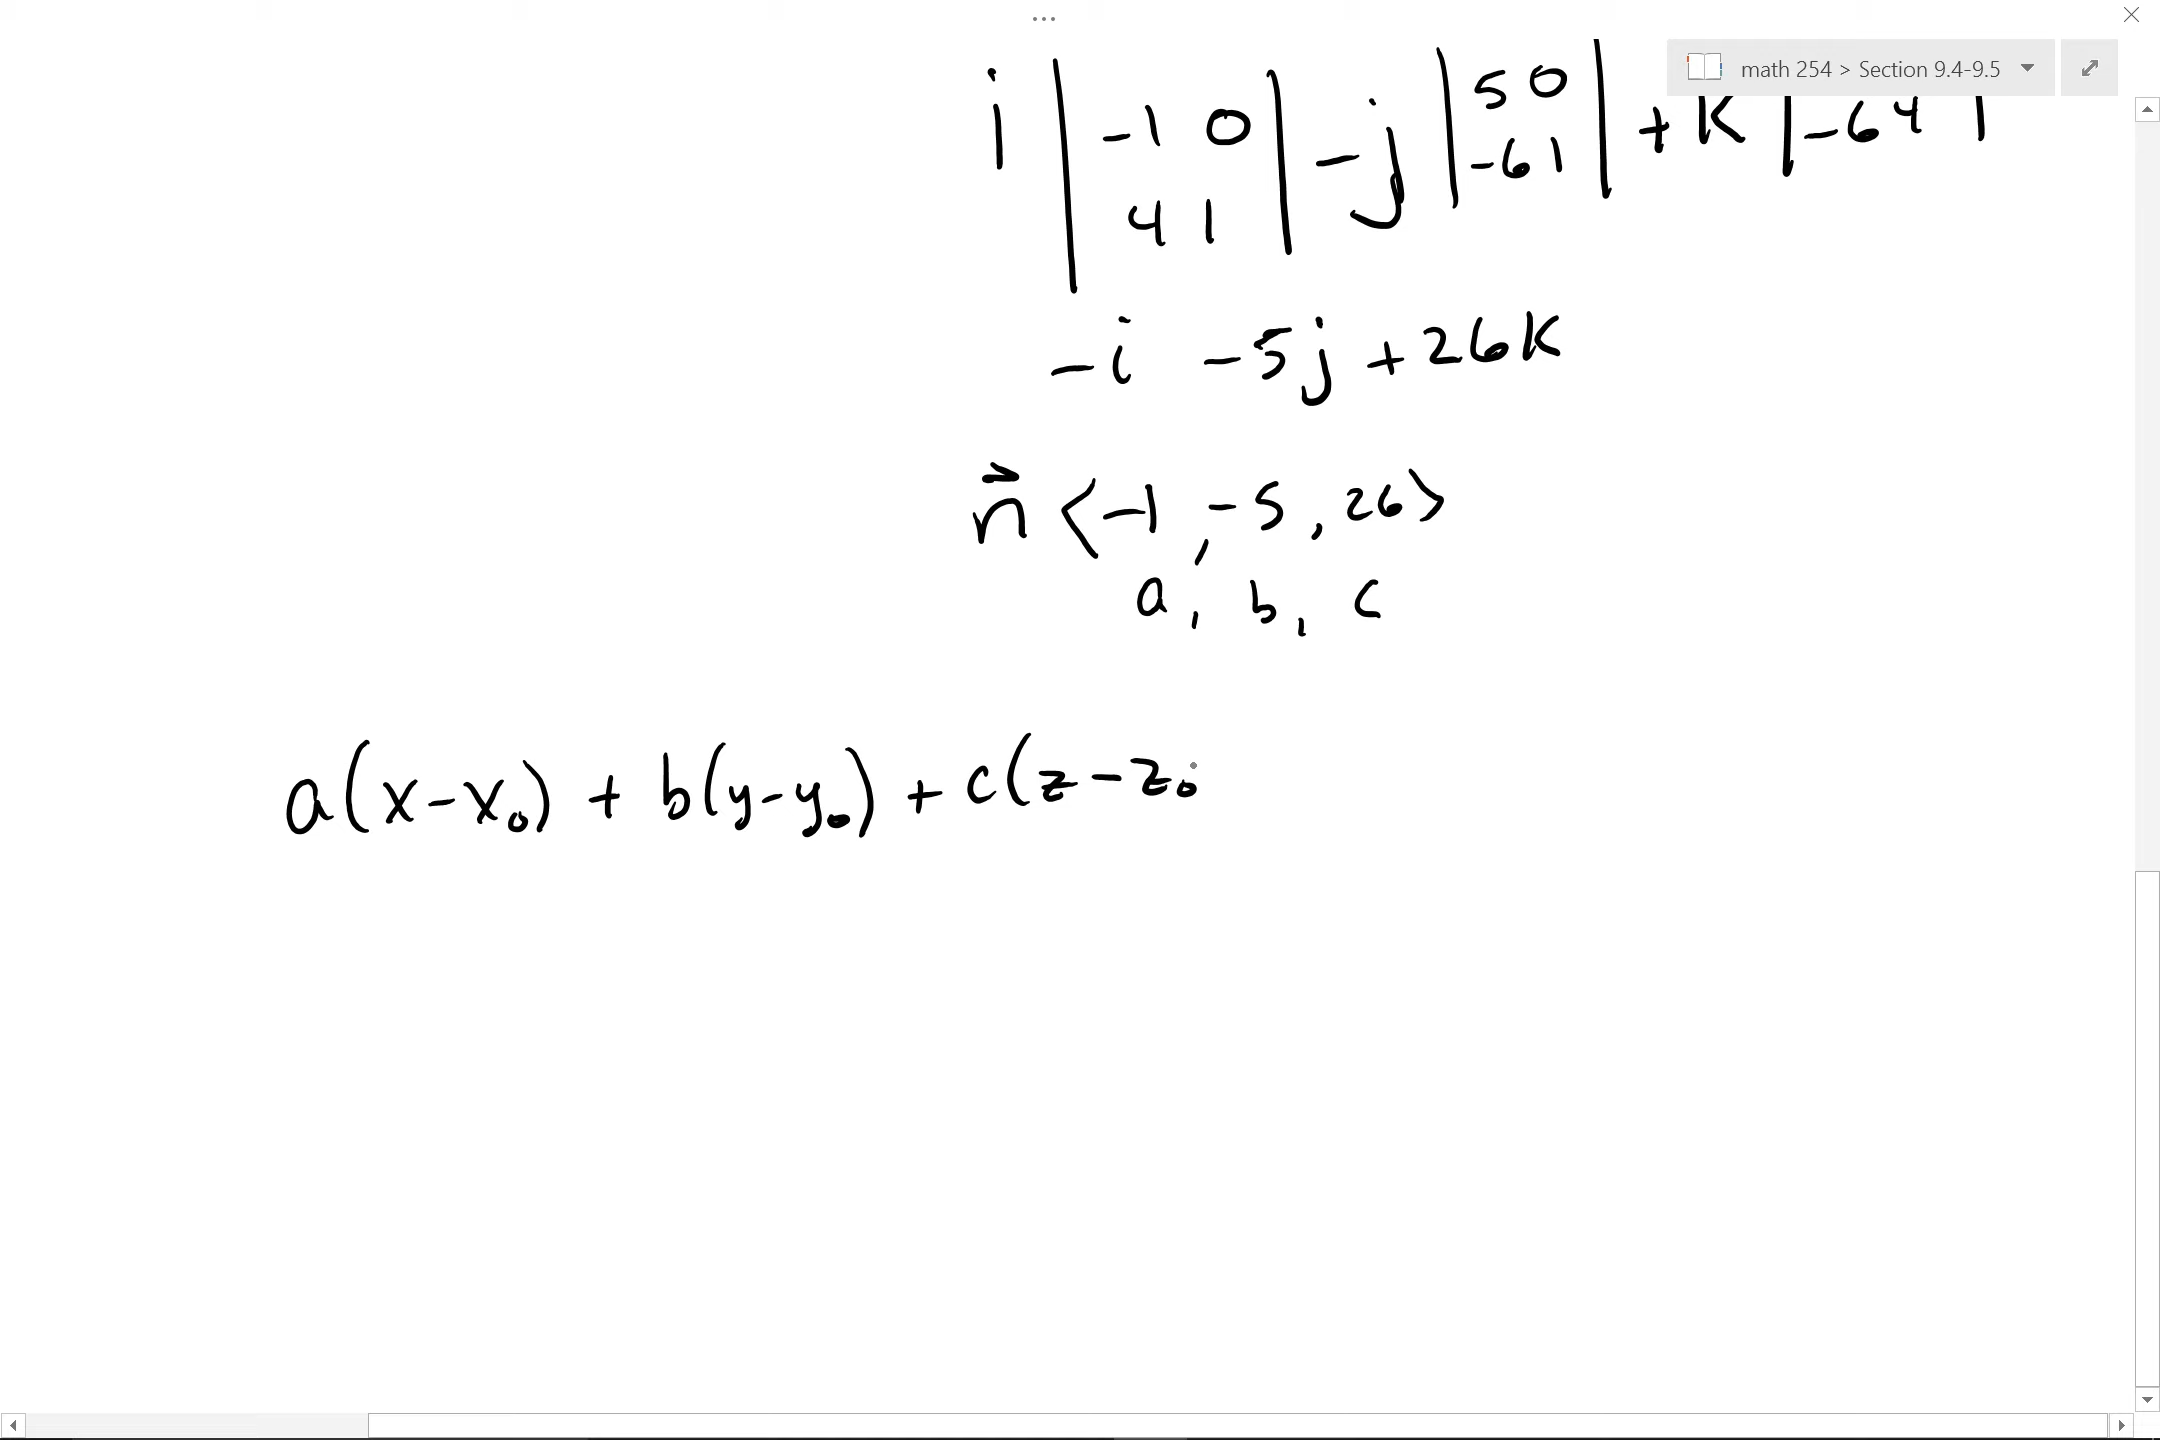 ...
math 254 > Section 9.4-9.5
5 0
i | -1 0 | - j | | + K | -6 4 |
-6 1
4 1
-i -5j +26K
n⃗ <-1, -5, 26>
a, b, c
a(x-x₀) + b(y-y₀) + c(z-z₀